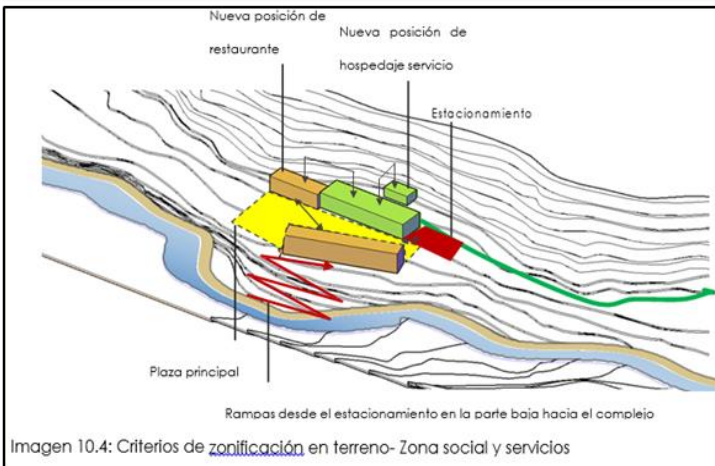 Nueva posición de
restaurante
Nueva posición de
hospedaje servicio
Estacionamiento
Plaza principal
Rampas desde el estacionamiento en la parte baja hacia el complejo
Imagen 10.4: Criterios de zonificación en terreno- Zona social y servicios